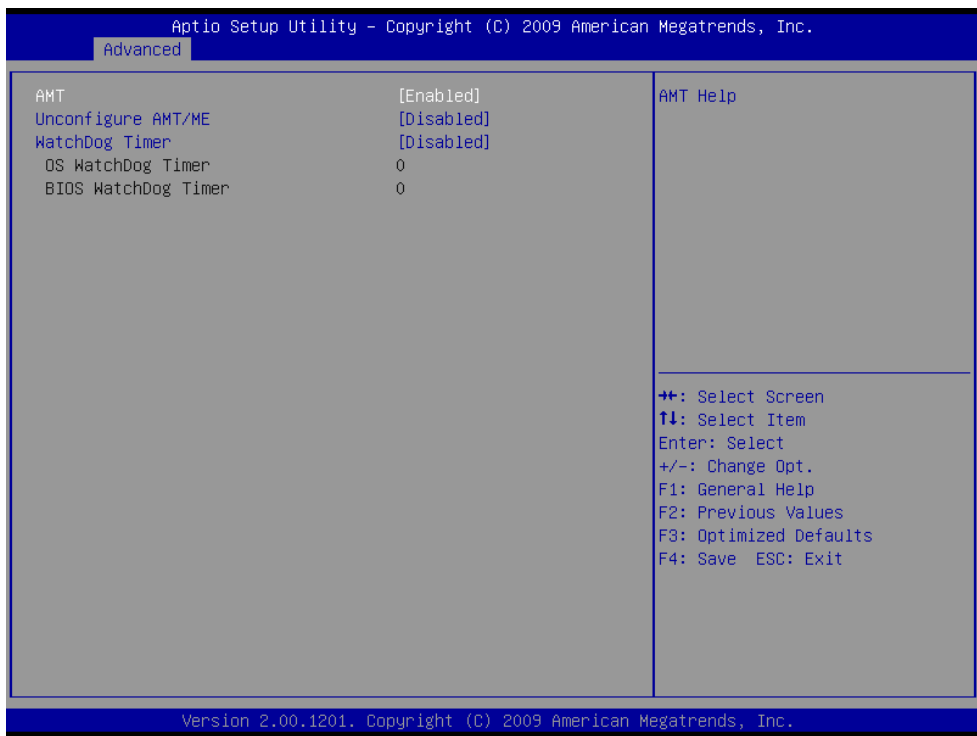 Aptio Setup Utility – Copyright (C) 2009 American Megatrends, Inc.
Advanced
AMT [Enabled]
Unconfigure AMT/ME [Disabled]
WatchDog Timer [Disabled]
OS WatchDog Timer 0
BIOS WatchDog Timer 0
AMT Help
→←: Select Screen
↑↓: Select Item
Enter: Select
+/-: Change Opt.
F1: General Help
F2: Previous Values
F3: Optimized Defaults
F4: Save ESC: Exit
Version 2.00.1201. Copyright (C) 2009 American Megatrends, Inc.